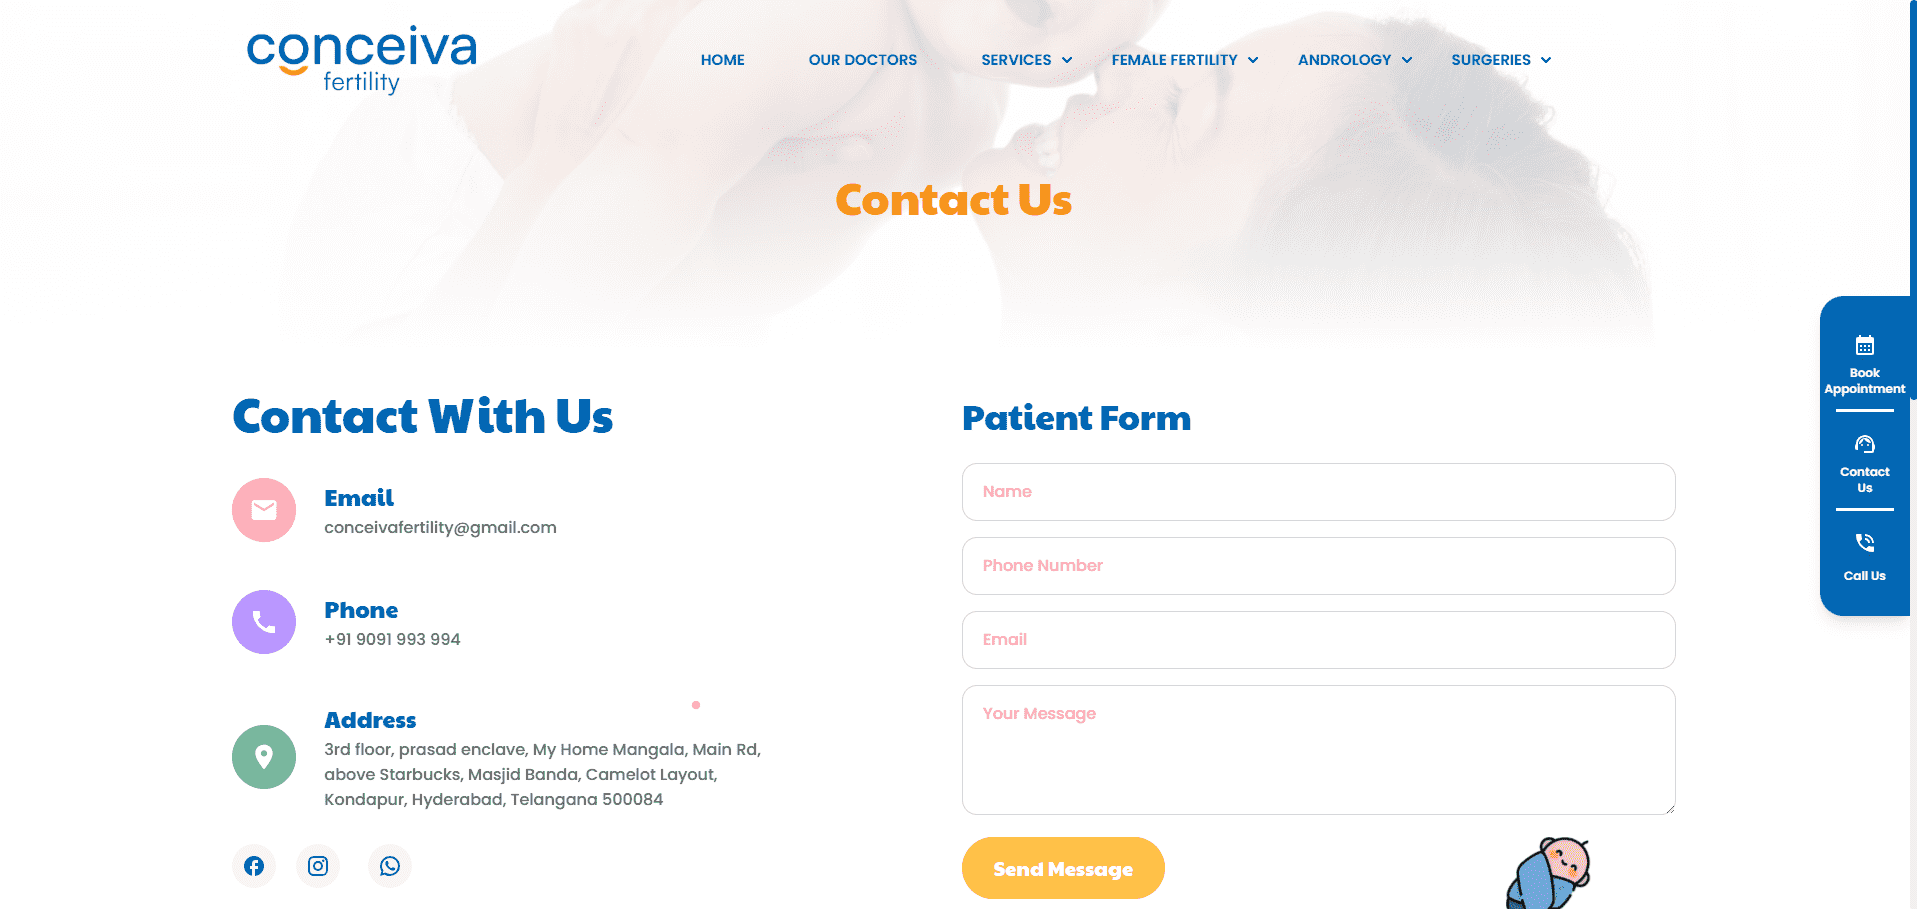 conceiva
fertility
HOME OUR DOCTORS SERVICES FEMALE FERTILITY ANDROLOGY SURGERIES
Contact Us
Contact With Us
Email
conceivafertility@gmail.com
Phone
+91 9091 993 994
Address
3rd floor, prasad enclave, My Home Mangala, Main Rd,
above Starbucks, Masjid Banda, Camelot Layout,
Kondapur, Hyderabad, Telangana 500084
Patient Form
Name
Phone Number
Email
Your Message
Send Message
Book
Appointment
Contact
Us
Call Us